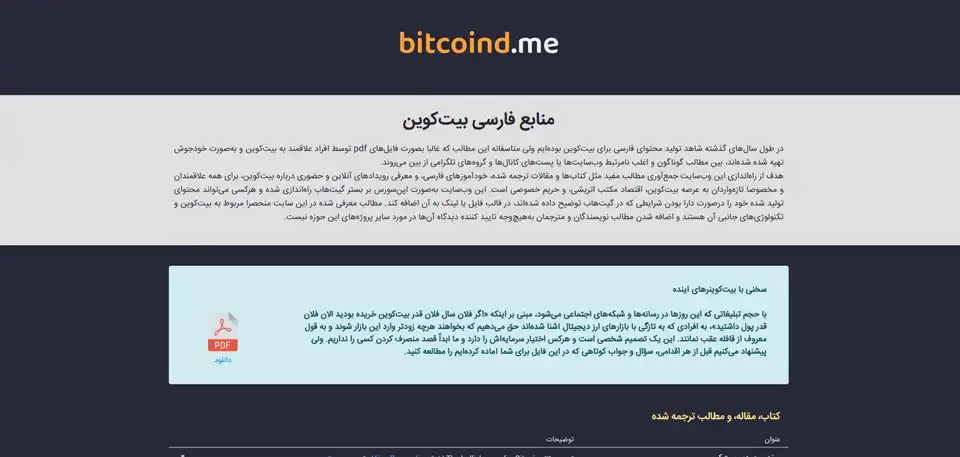 bitcoind.me
منابع فارسی بیت‌کوین
در طول سال‌های گذشته شاهد تولید محتوای فارسی برای بیت‌کوین بوده‌ایم ولی متاسفانه این مطالب که غالبا بصورت فایل‌های pdf توسط افراد علاقمند به بیت‌کوین و به‌صورت خودجوش
تهیه شده شده‌اند، بین مطالب گوناگون و اغلب نامرتبط وب‌سایت‌ها یا پست‌های کانال‌ها و گروه‌های تلگرامی از بین می‌روند.
هدف از راه‌اندازی این وب‌سایت جمع‌آوری مطالب مفید مثل کتاب‌ها و مقالات ترجمه شده، خودآموزهای فارسی، و معرفی رویدادهای آنلاین و حضوری درباره بیت‌کوین، برای همه علاقمندان
و مخصوصا تازه‌واردان به عرصه بیت‌کوین، اقتصاد مکتب اتریشی، و حریم خصوصی است. این وب‌سایت به‌صورت اپن‌سورس بر بستر گیت‌هاب راه‌اندازی شده و هرکسی می‌تواند محتوای
تولید شده خود را درصورت دارا بودن شرایطی که در گیت‌هاب توضیح داده شده‌اند، در قالب فایل یا لینک به آن اضافه کند. مطالب معرفی شده در این سایت منحصرا مربوط به بیت‌کوین و
تکنولوژی‌های جانبی آن هستند و اضافه شدن مطالب نویسندگان و مترجمان به‌هیچ‌وجه تایید کننده دیدگاه آن‌ها در مورد سایر پروژه‌های این حوزه نیست.
سخنی با بیت‌کوینرهای آینده
با حجم تبلیغاتی که این روزها در رسانه‌ها و شبکه‌های اجتماعی می‌شود، مبنی بر اینکه «اگر فلان سال فلان قدر بیت‌کوین خریده بودید الان فلان
قدر پول داشتید»، به افرادی که به تازگی با بازارهای ارز دیجیتال آشنا شده‌اند حق می‌دهیم که بخواهند هرچه زودتر وارد این بازار شوند و به قول
معروف از قافله عقب نمانند. این یک تصمیم شخصی است و هرکس اختیار سرمایه‌اش را دارد و ما ابداً قصد منصرف کردن کسی را نداریم. ولی
پیشنهاد می‌کنیم قبل از هر اقدامی، سؤال و جواب کوتاهی که در این فایل برای شما آماده کرده‌ایم را مطالعه کنید.
PDF
دانلود
کتاب، مقاله، و مطالب ترجمه شده
عنوان
توضیحات